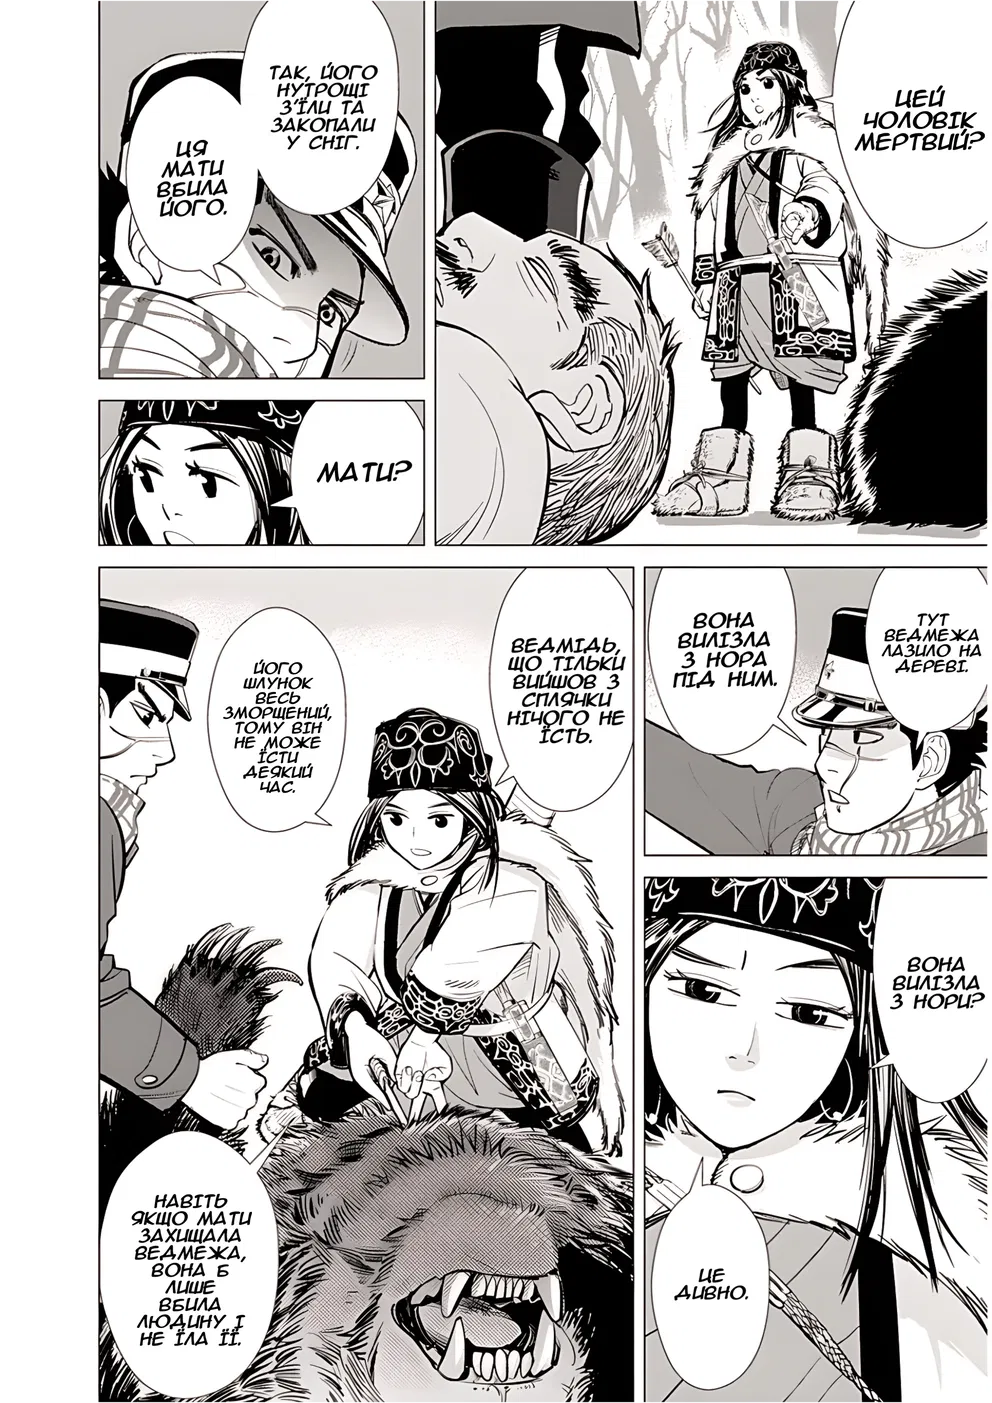 ЦЕЙ
ЧОЛОВІК
МЕРТВИЙ?
ТАК, ЙОГО
НУТРОЩІ
З'ЇЛИ ТА
ЗАКОПАЛИ
У СНІГ.
ЦЯ
МАТИ
ВБИЛА
ЙОГО.
МАТИ?
ТУТ
ВЕДМЕЖА
ЛАЗИЛО НА
ДЕРЕВІ.
ВОНА
ВИЛІЗЛА
З НОРА
ПІД НИМ.
ВОНА
ВИЛІЗЛА
З НОРИ?
ЦЕ
ДИВНО.
ВЕДМІДЬ,
ЩО ТІЛЬКИ
ВИЙШОВ З
СПЛЯЧКИ
НІЧОГО НЕ
ЇСТЬ.
ЙОГО
ШЛУНОК
ВЕСЬ
ЗМОРЩЕНИЙ,
ТОМУ ВІН
НЕ МОЖЕ
ЇСТИ
ДЕЯКИЙ
ЧАС.
НАВІТЬ
ЯКЩО МАТИ
ЗАХИЩАЛА
ВЕДМЕЖА,
ВОНА Б
ЛИШЕ
ВБИЛА
ЛЮДИНУ І
НЕ ЇЛА ЇЇ.